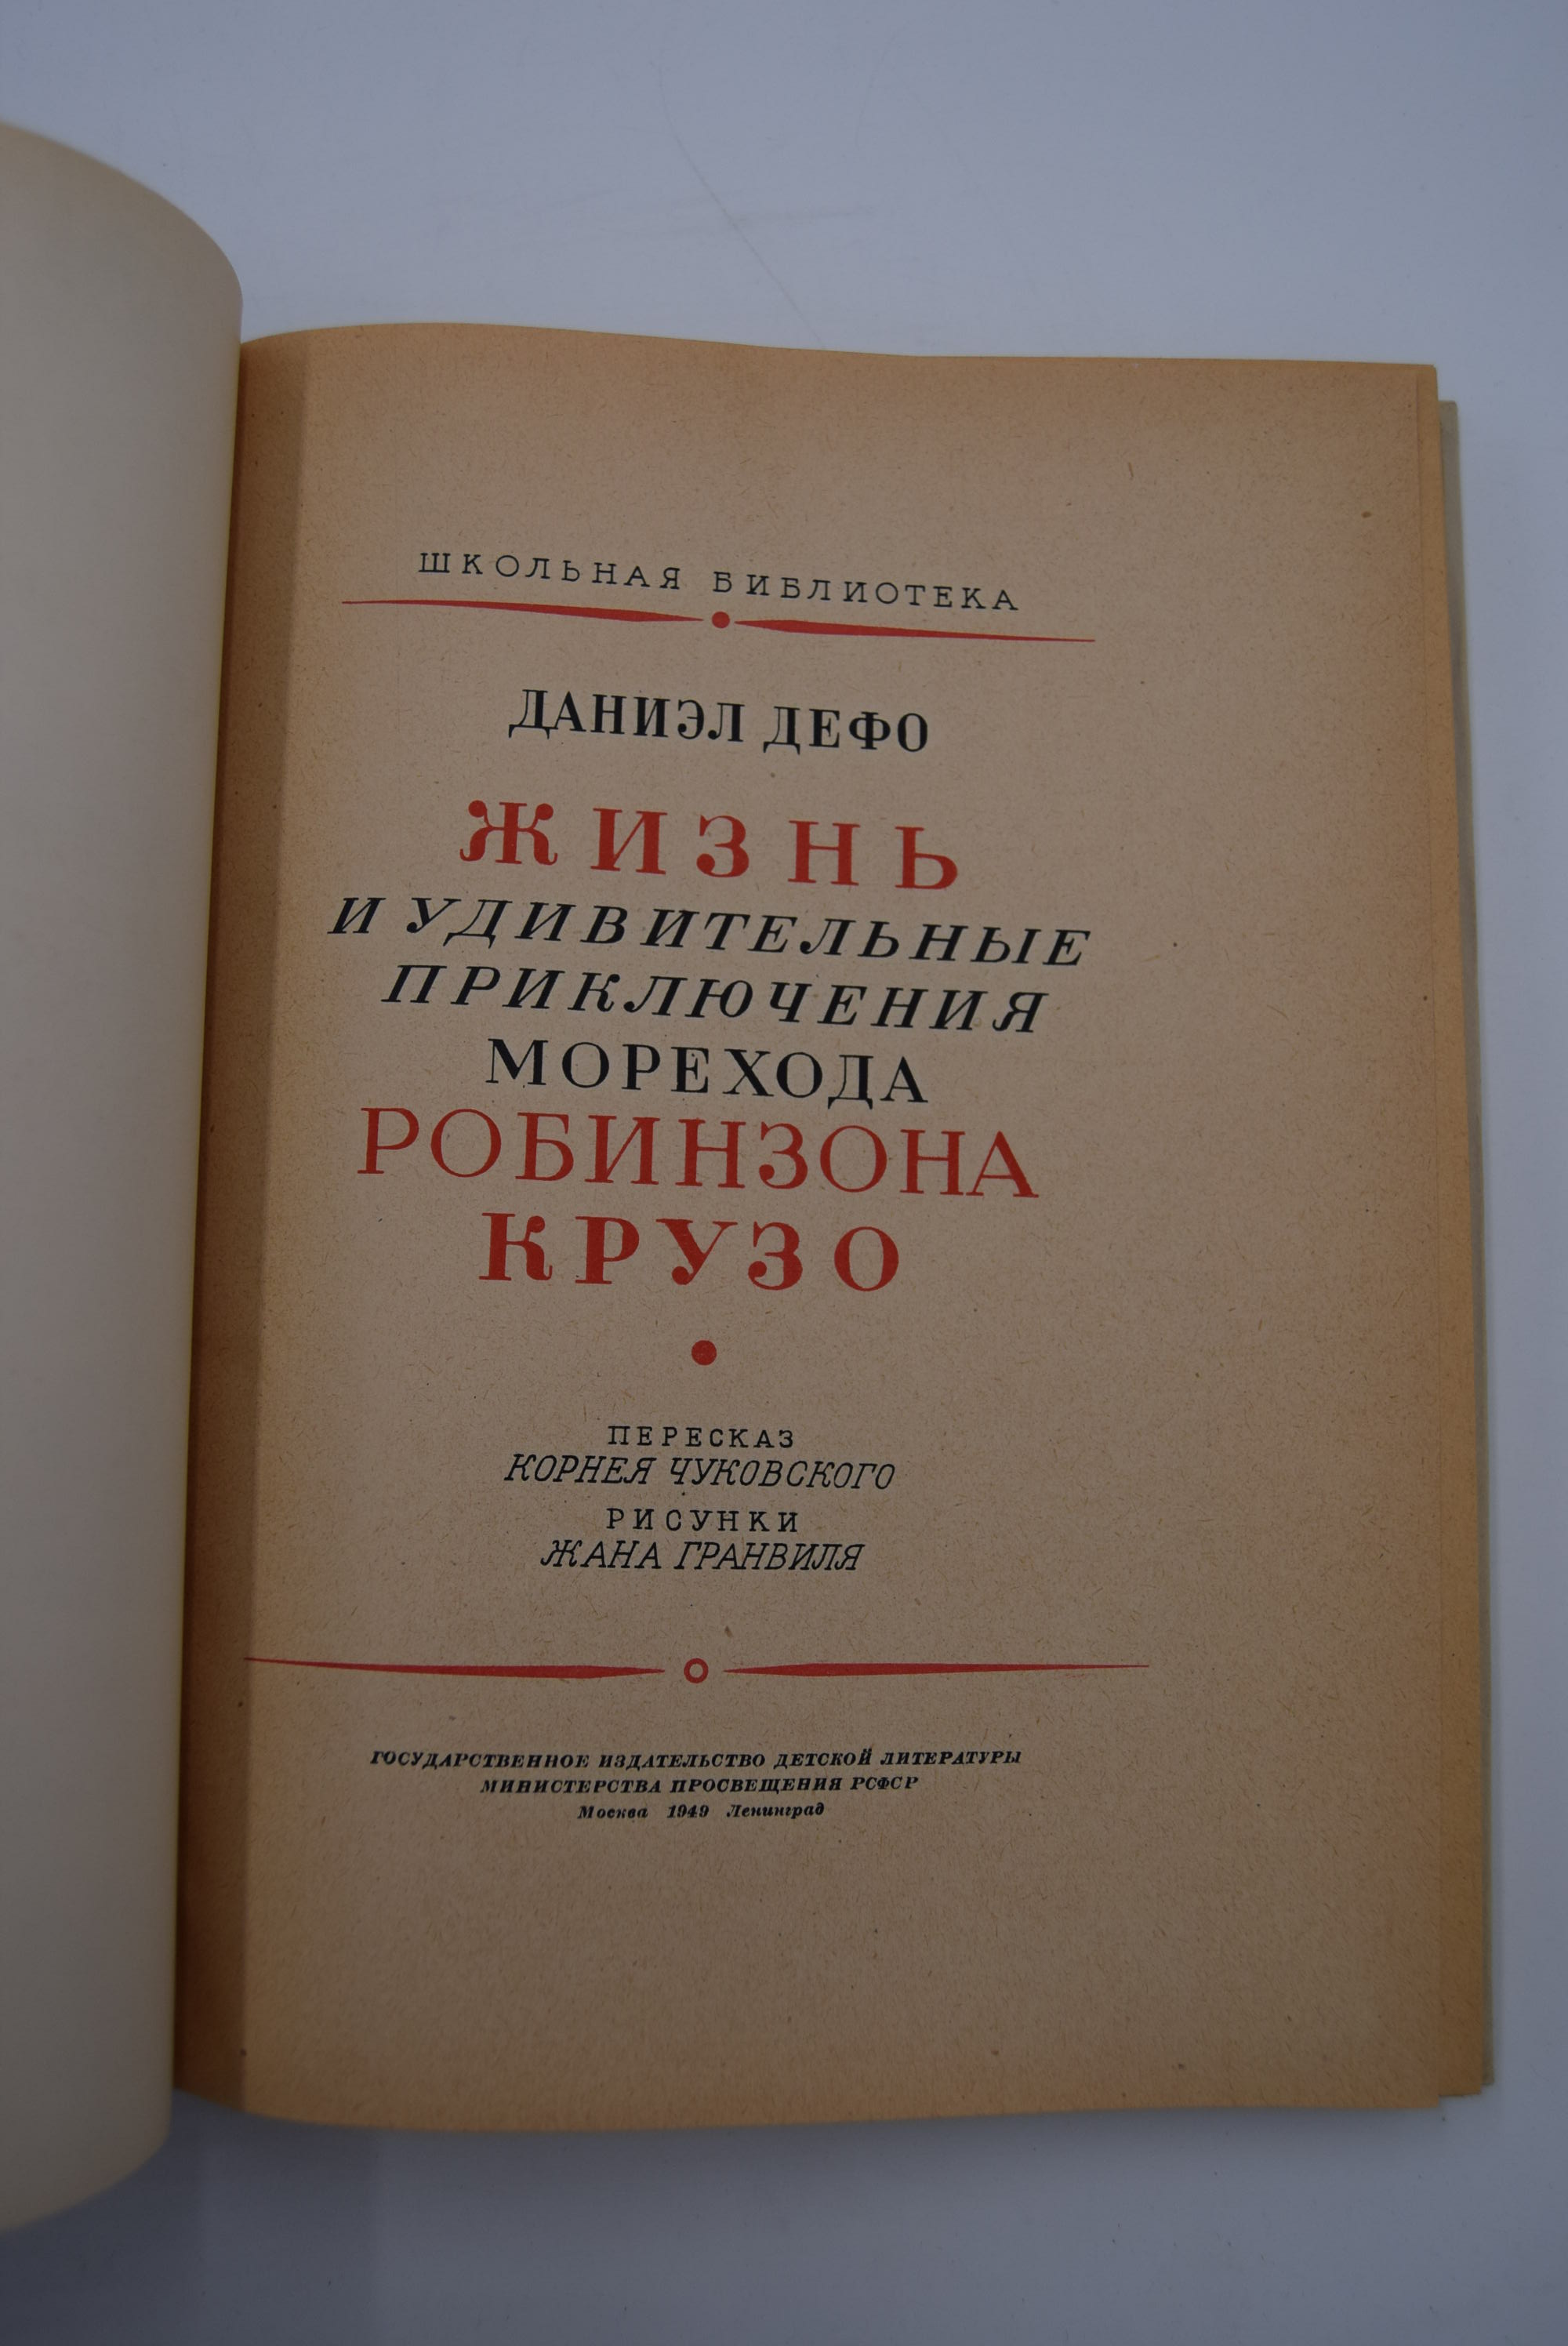 ШКОЛЬНАЯ БИБЛИОТЕКА
ДАНИЭЛ ДЕФО
ЖИЗНЬ
И УДИВИТЕЛЬНЫЕ
ПРИКЛЮЧЕНИЯ
МОРЕХОДА
РОБИНЗОНА
КРУЗО
ПЕРЕСКАЗ
КОРНЕЯ ЧУКОВСКОГО
РИСУНКИ
ЖАНА ГРАНВИЛЯ
ГОСУДАРСТВЕННОЕ ИЗДАТЕЛЬСТВО ДЕТСКОЙ ЛИТЕРАТУРЫ
МИНИСТЕРСТВА ПРОСВЕЩЕНИЯ РСФСР
Москва 1949 Ленинград